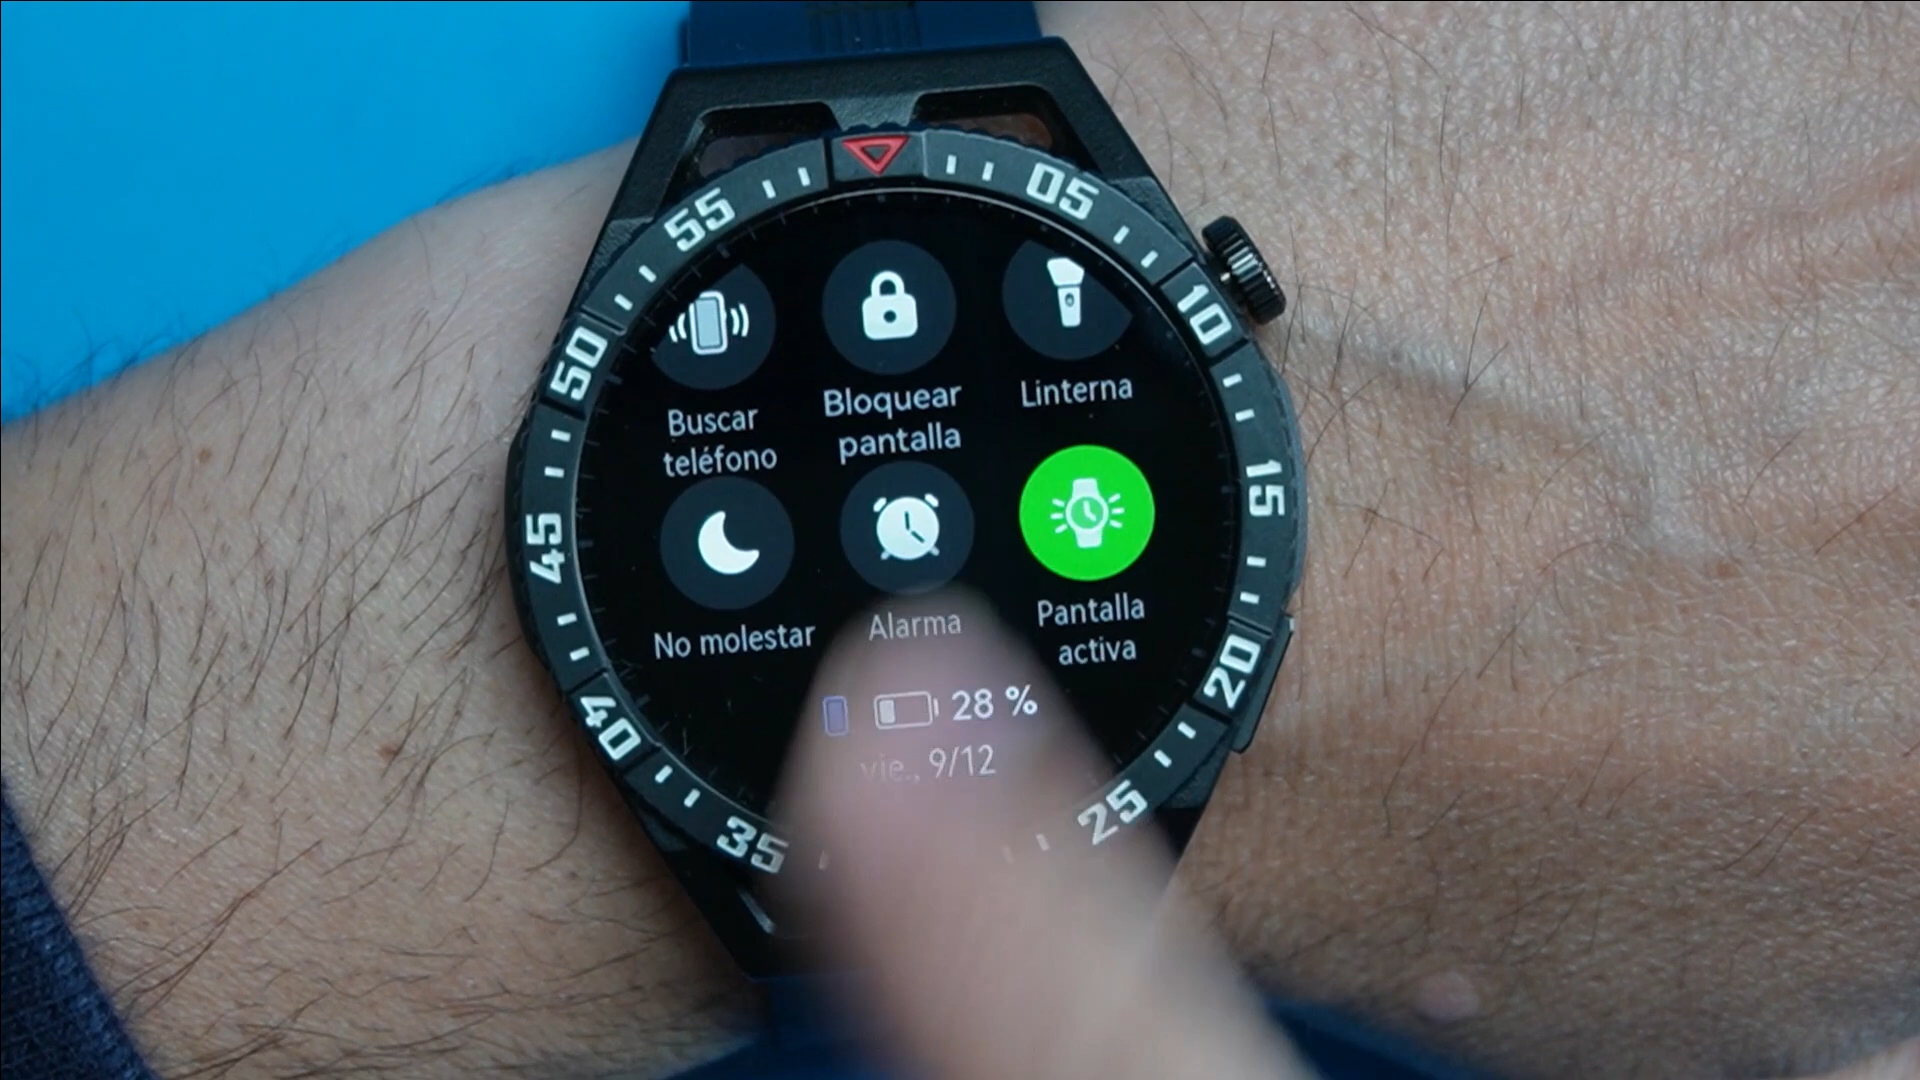 05
10
15
20
25
35
40
45
50
55
Buscar
teléfono
Bloquear
pantalla
Linterna
No molestar
Alarma
Pantalla
activa
28 %
vie., 9/12